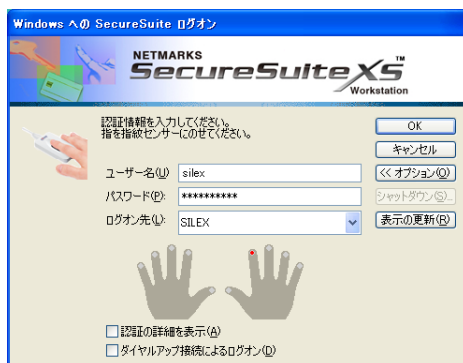 Windows への SecureSuite ログオン
NETMARKS
SecureSuite XS™
Workstation
認証情報を入力してください。
指を指紋センサーにのせてください。
OK
キャンセル
ユーザー名(U)
silex
<< オプション(O)
パスワード(P):
**********
シャットダウン(S)...
ログオン先(L):
SILEX
表示の更新(R)
認証の詳細を表示(A)
ダイヤルアップ接続によるログオン(D)